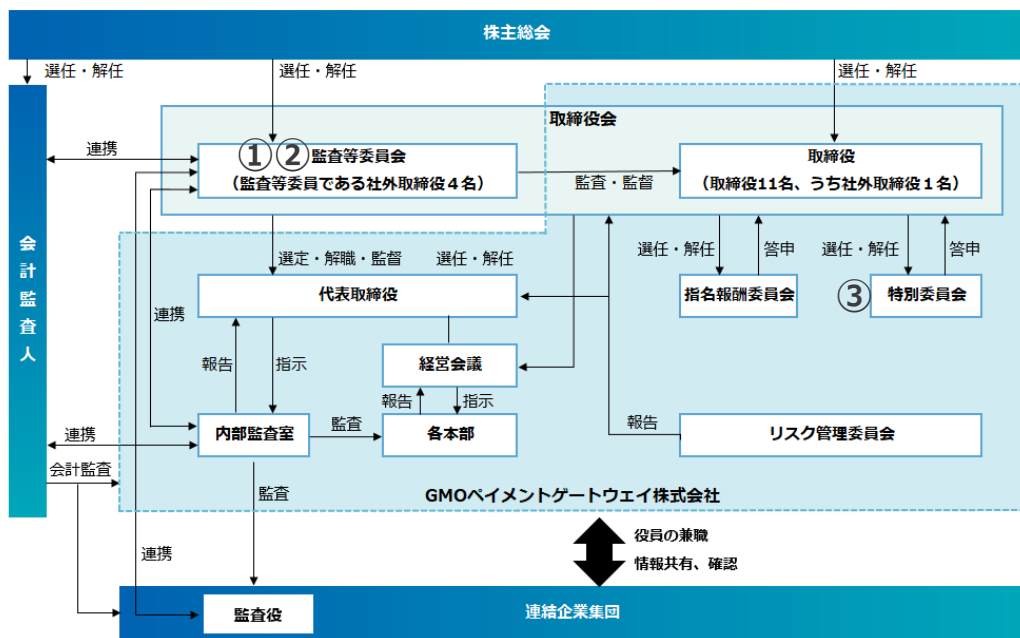 株主総会
選任・解任
選任・解任
選任・解任
取締役会
連携
① ② 監査等委員会
（監査等委員である社外取締役４名）
監査・監督
取締役
（取締役11名、うち社外取締役１名）
会計監査人
選定・解職・監督
選任・解任
選任・解任
答申
選任・解任
答申
代表取締役
指名報酬委員会
③ 特別委員会
連携
報告
指示
経営会議
報告
指示
内部監査室
監査
各本部
報告
リスク管理委員会
連携
会計監査
監査
GMOペイメントゲートウェイ株式会社
役員の兼職
情報共有、確認
連携
監査役
連結企業集団